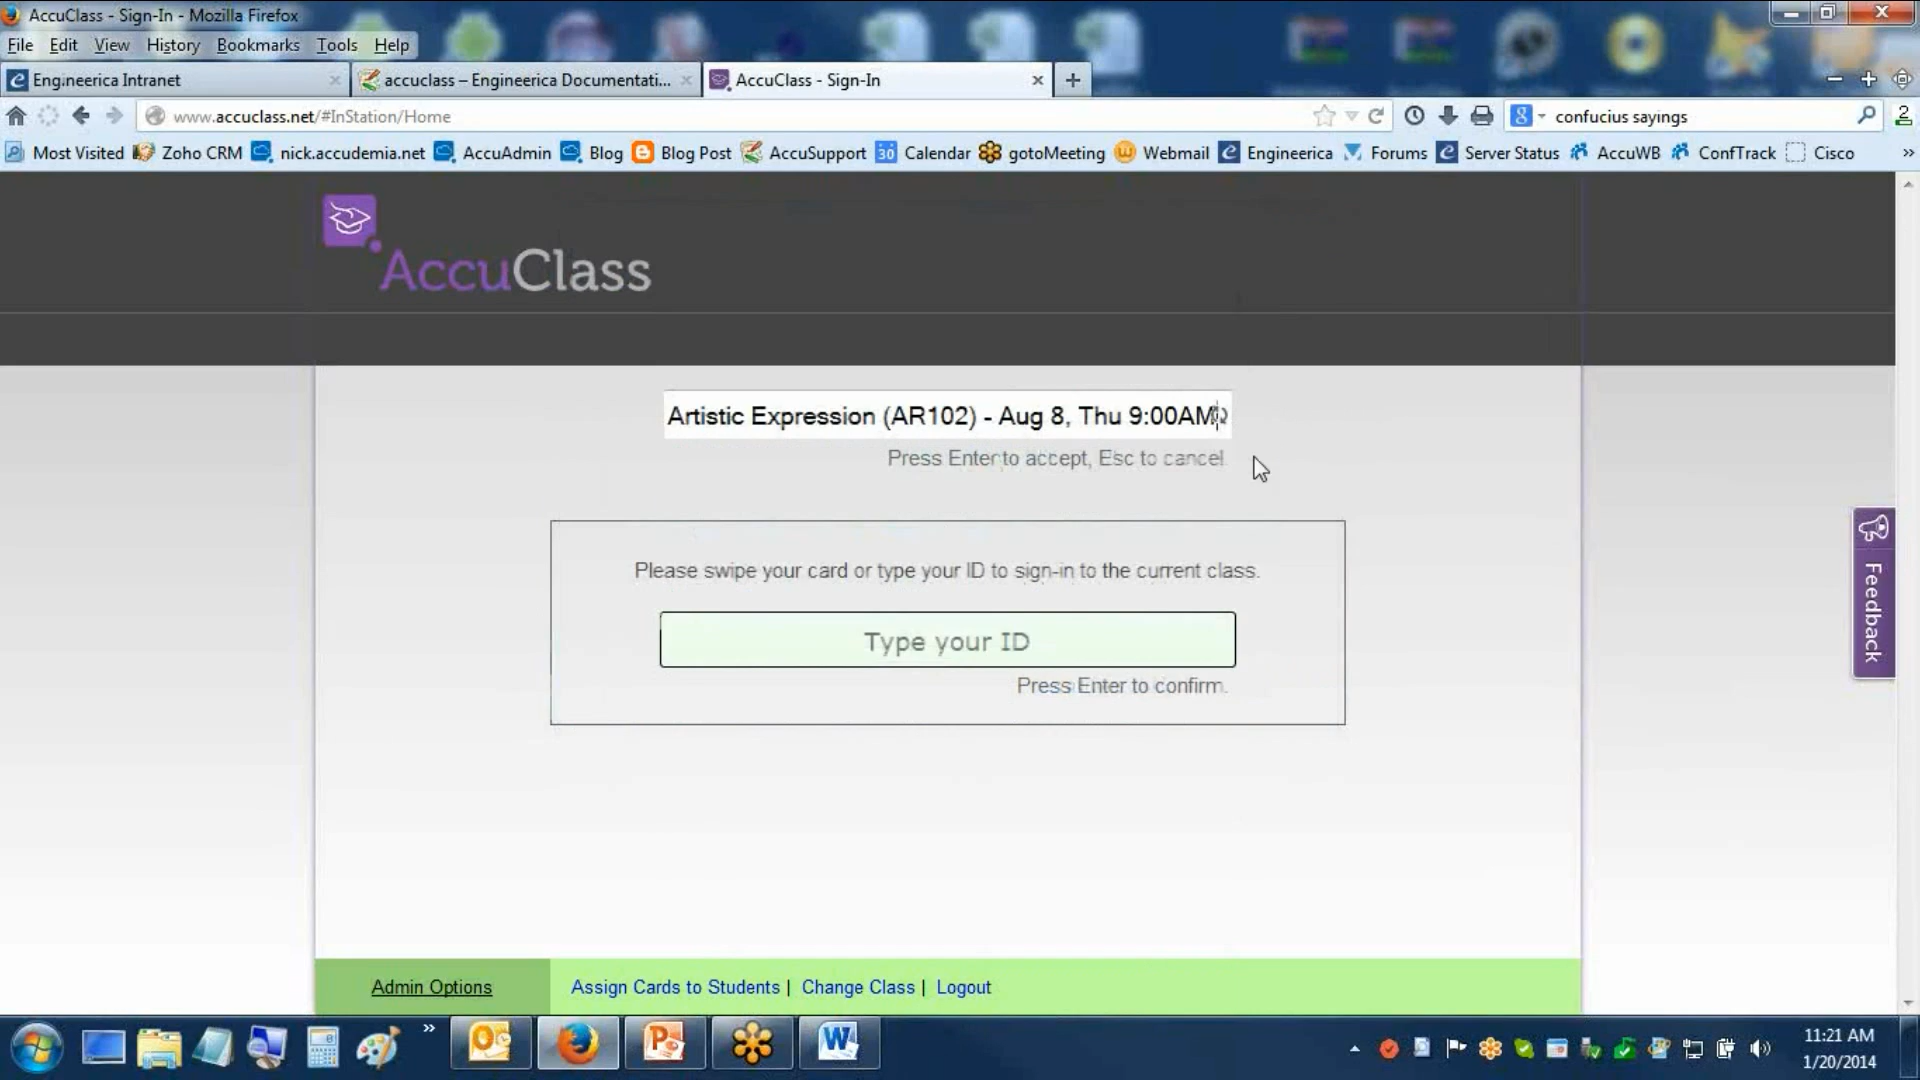 AccuClass - Sign-In - Mozilla Firefox
File Edit View History Bookmarks Tools Help
Engineerica Intranet
accuclass – Engineerica Documentati...
AccuClass - Sign-In
www.accuclass.net/#InStation/Home
confucius sayings
2
Most Visited Zoho CRM nick.accudemia.net AccuAdmin Blog Blog Post AccuSupport 30 Calendar gotoMeeting Webmail Engineerica Forums Server Status AccuWB ConfTrack Cisco »
AccuClass
Artistic Expression (AR102) - Aug 8, Thu 9:00AM
Press Enter to accept, Esc to cancel
Please swipe your card or type your ID to sign-in to the current class.
Type your ID
Press Enter to confirm.
Feedback
Admin Options
Assign Cards to Students | Change Class | Logout
11:21 AM
1/20/2014